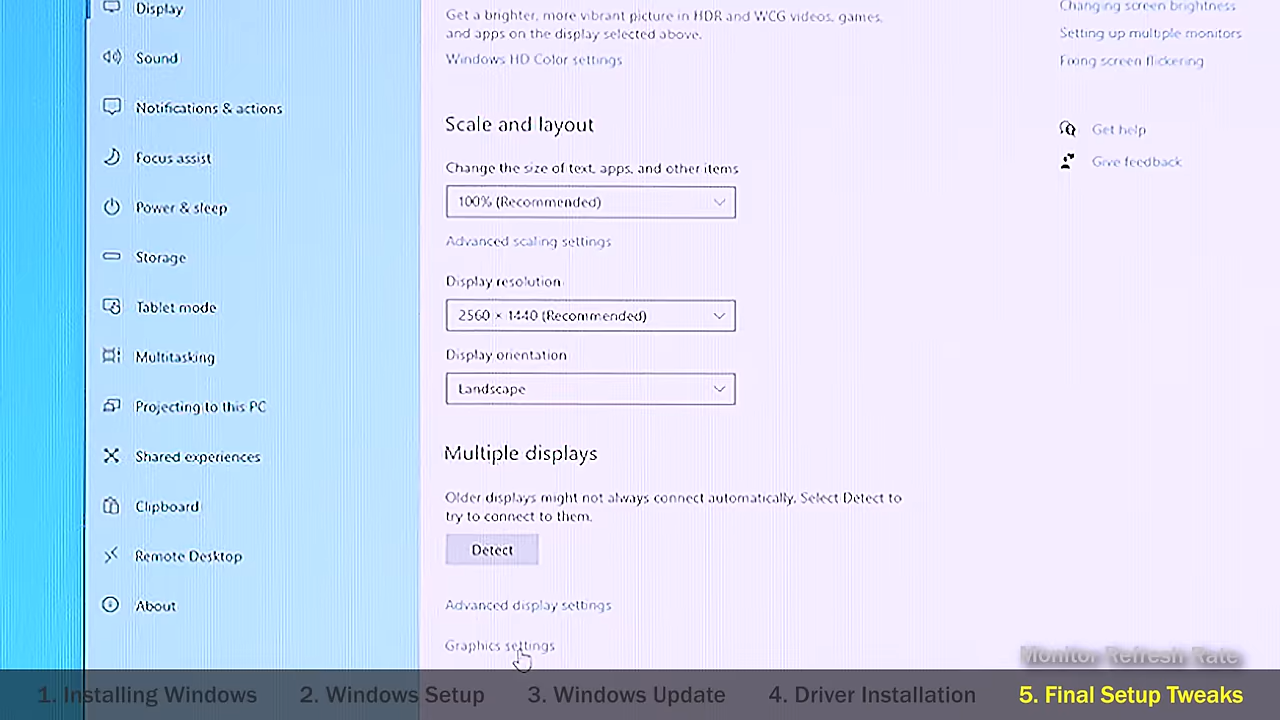 Display
Sound
Notifications & actions
Focus assist
Power & sleep
Storage
Tablet mode
Multitasking
Projecting to this PC
Shared experiences
Clipboard
Remote Desktop
About
Get a brighter, more vibrant picture in HDR and WCG videos, games,
and apps on the display selected above.
Windows HD Color settings
Scale and layout
Change the size of text, apps, and other items
100% (Recommended)
Advanced scaling settings
Display resolution
2560 × 1440 (Recommended)
Display orientation
Landscape
Multiple displays
Older displays might not always connect automatically. Select Detect to
try to connect to them.
Detect
Advanced display settings
Graphics settings
Changing screen brightness
Setting up multiple monitors
Fixing screen flickering
Get help
Give feedback
Monitor Refresh Rate
1. Installing Windows 2. Windows Setup 3. Windows Update 4. Driver Installation 5. Final Setup Tweaks